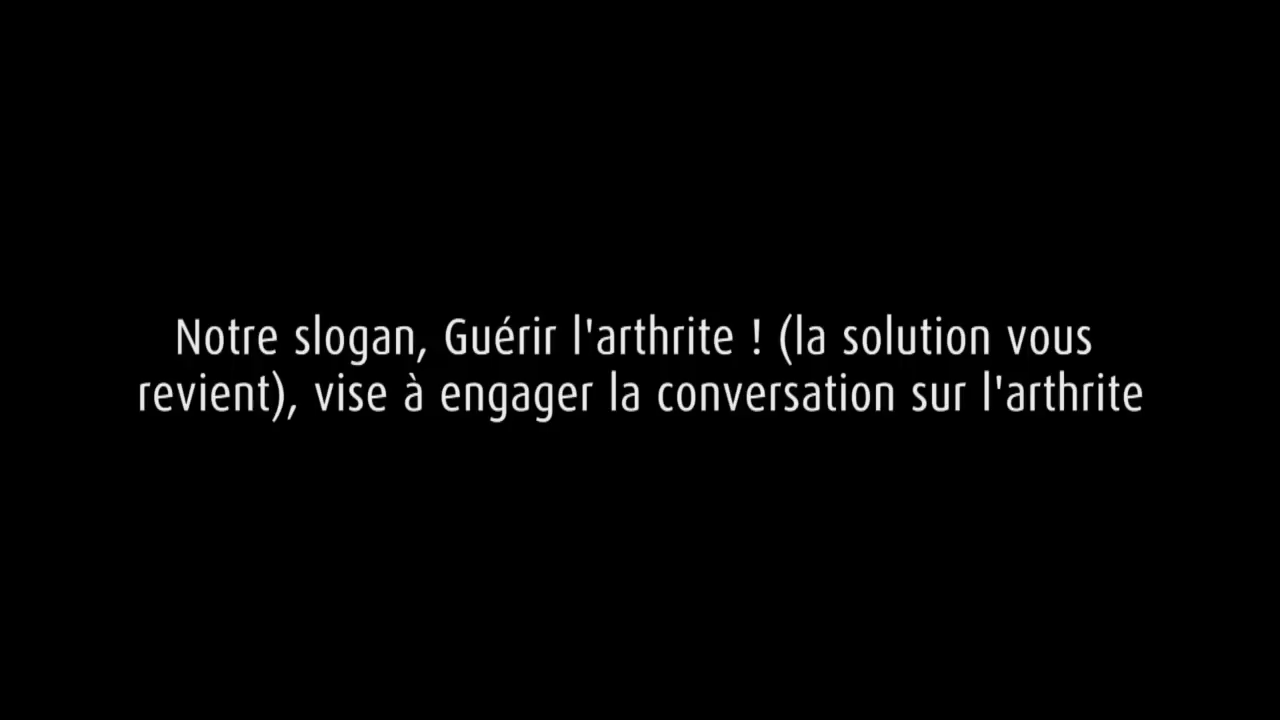 Notre slogan, Guérir l'arthrite ! (la solution vous
revient), vise à engager la conversation sur l'arthrite